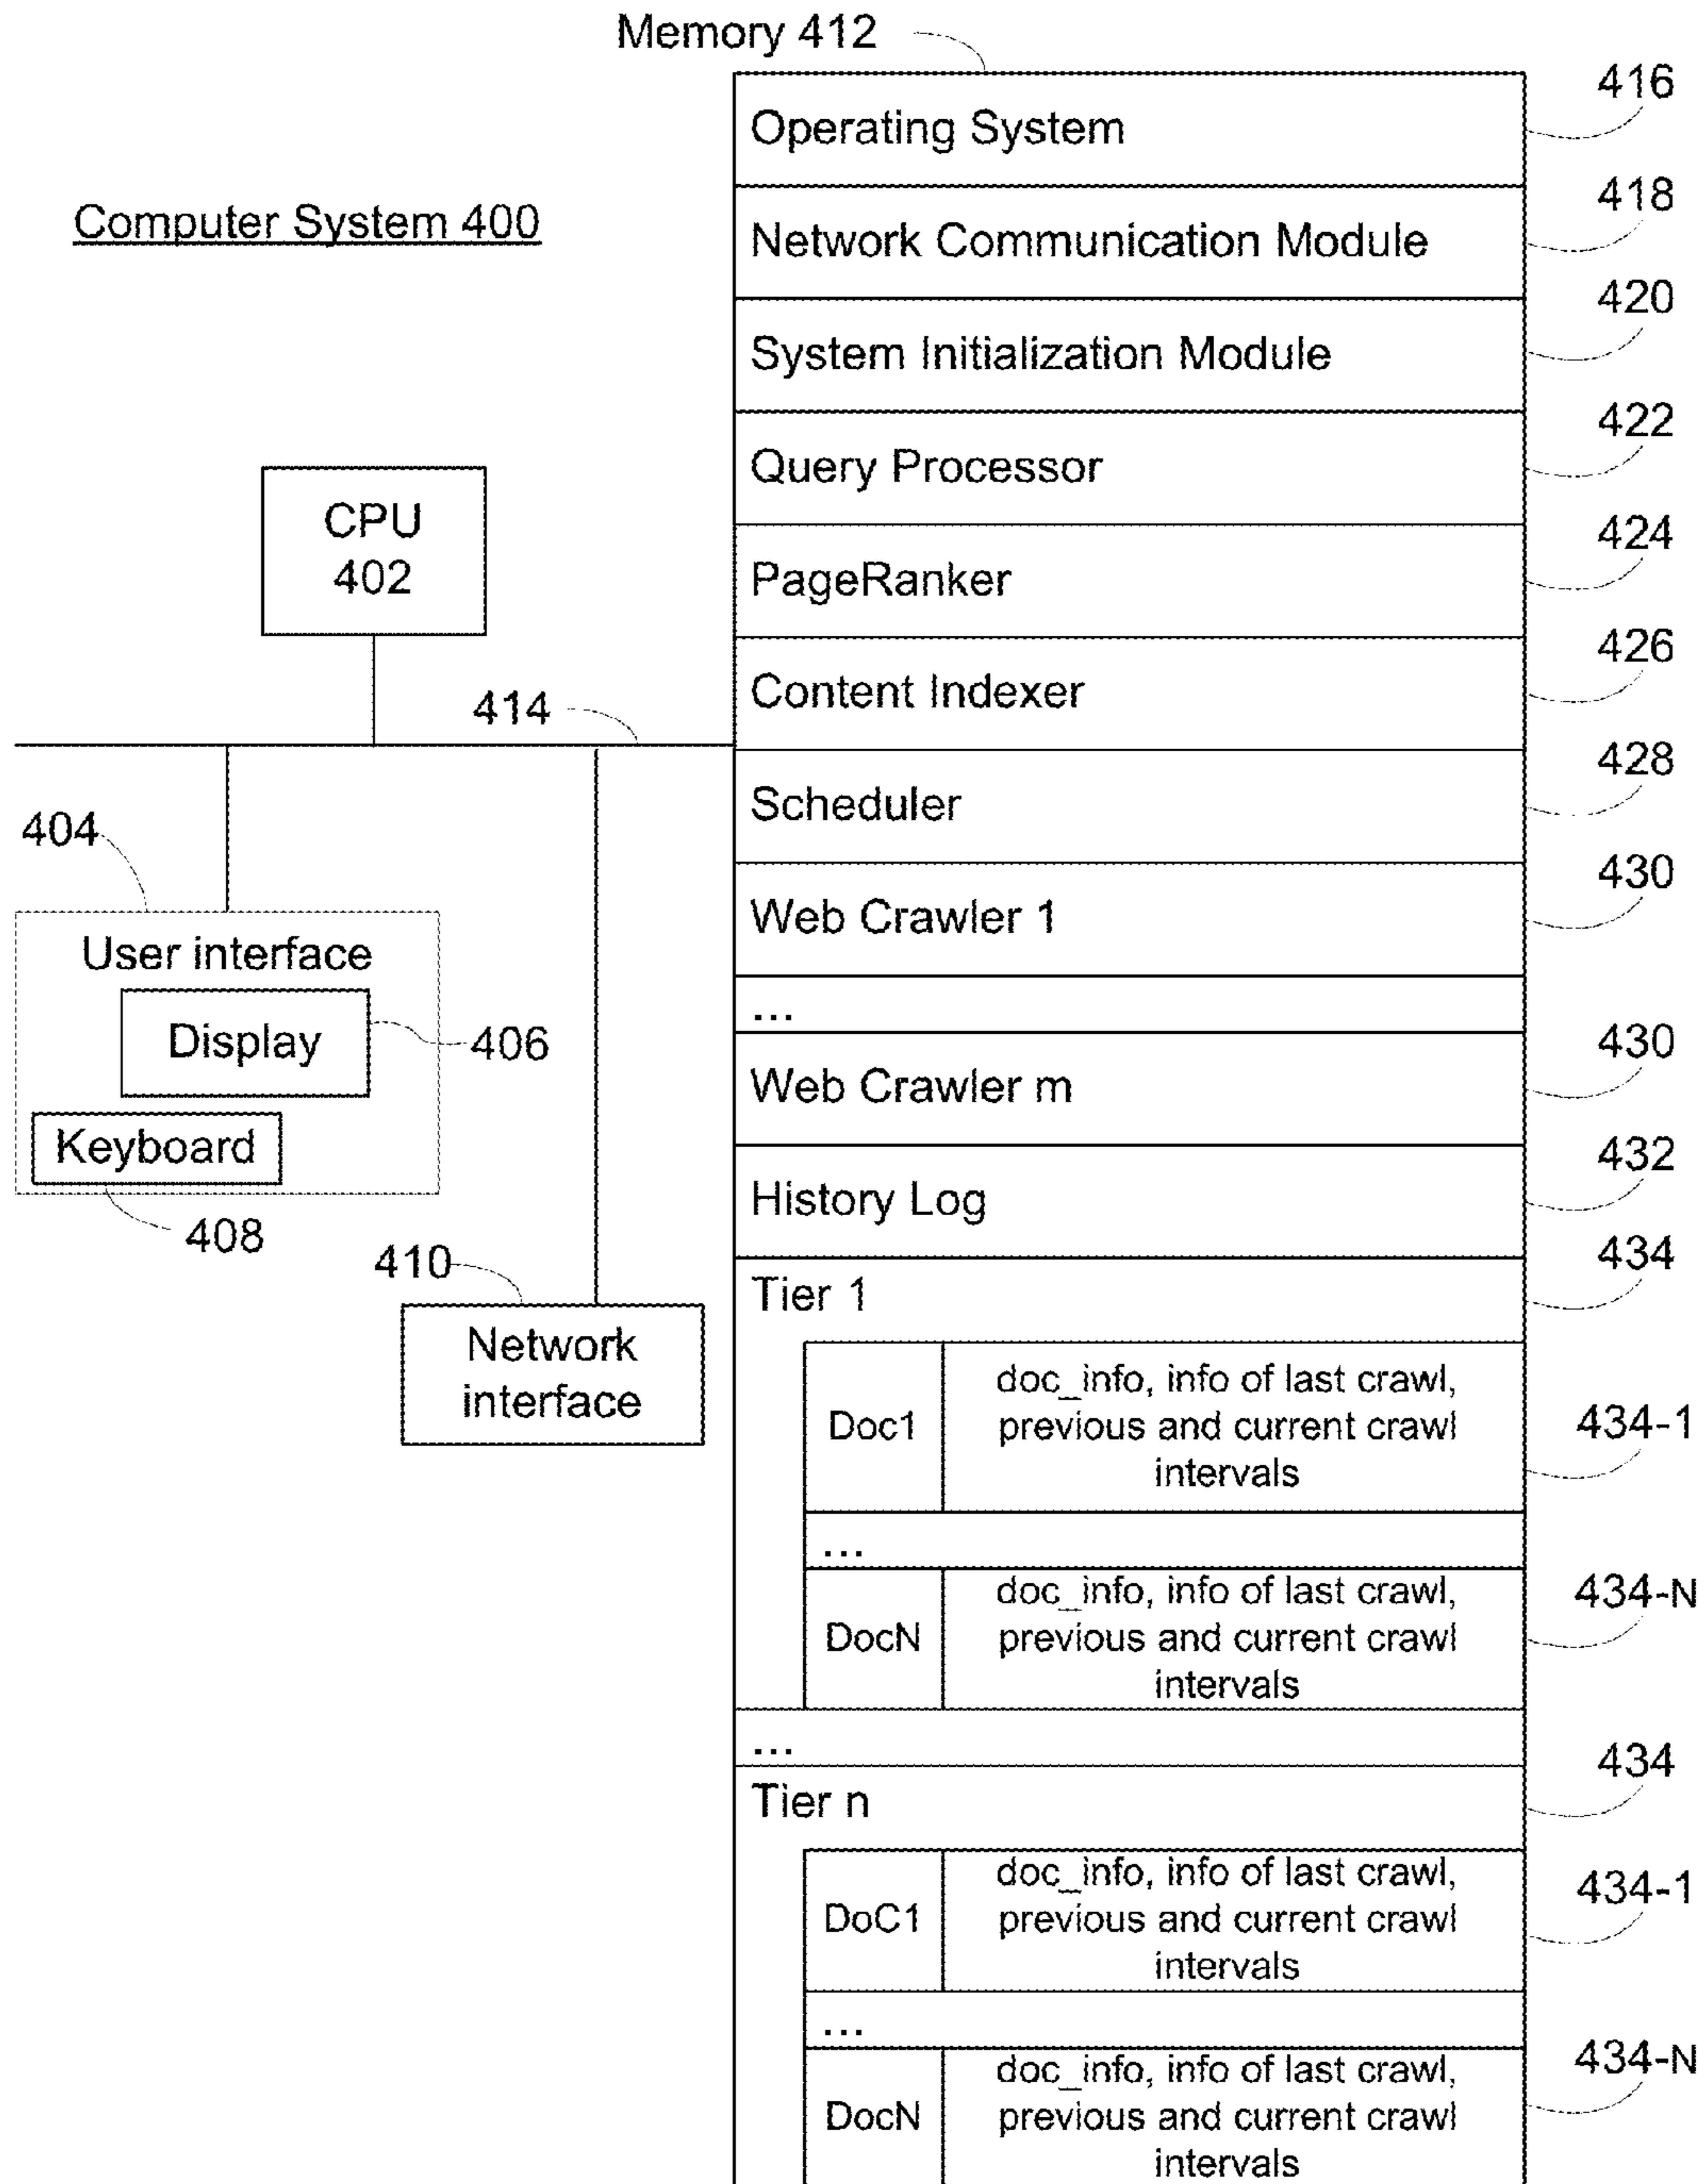 Memory 412
Operating System
416
Computer System 400
Network Communication Module
418
System Initialization Module
420
Query Processor
422
CPU
402
PageRanker
424
Content Indexer
426
414
Scheduler
428
404
Web Crawler 1
430
User interface
Display
406
Keyboard
408
...
Web Crawler m
430
History Log
432
410
Network
interface
Tier 1
434
Doc1
doc_info, info of last crawl,
previous and current crawl
intervals
434-1
...
DocN
doc_info, info of last crawl,
previous and current crawl
intervals
434-N
...
Tier n
434
DoC1
doc_info, info of last crawl,
previous and current crawl
intervals
434-1
...
DocN
doc_info, info of last crawl,
previous and current crawl
intervals
434-N